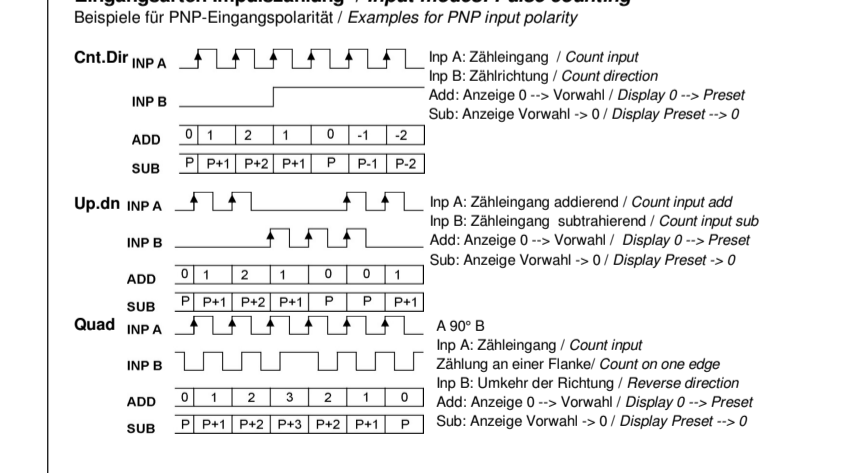 Eingangsarten Impulszählung / Input modes: Pulse counting
Beispiele für PNP-Eingangspolarität / Examples for PNP input polarity
Cnt.Dir INP A
Inp A: Zähleingang / Count input
Inp B: Zählrichtung / Count direction
INP B
Add: Anzeige 0 --> Vorwahl / Display 0 --> Preset
Sub: Anzeige Vorwahl -> 0 / Display Preset --> 0
ADD 0 1 2 1 0 -1 -2
SUB P P+1 P+2 P+1 P P-1 P-2
Up.dn INP A
Inp A: Zähleingang addierend / Count input add
Inp B: Zähleingang subtrahierend / Count input sub
INP B
Add: Anzeige 0 --> Vorwahl / Display 0 --> Preset
Sub: Anzeige Vorwahl -> 0 / Display Preset -> 0
ADD 0 1 2 1 0 0 1
SUB P P+1 P+2 P+1 P P P+1
Quad INP A
A 90° B
Inp A: Zähleingang / Count input
INP B
Zählung an einer Flanke/ Count on one edge
Inp B: Umkehr der Richtung / Reverse direction
ADD 0 1 2 3 2 1 0
Add: Anzeige 0 --> Vorwahl / Display 0 --> Preset
Sub: Anzeige Vorwahl -> 0 / Display Preset --> 0
SUB P P+1 P+2 P+3 P+2 P+1 P